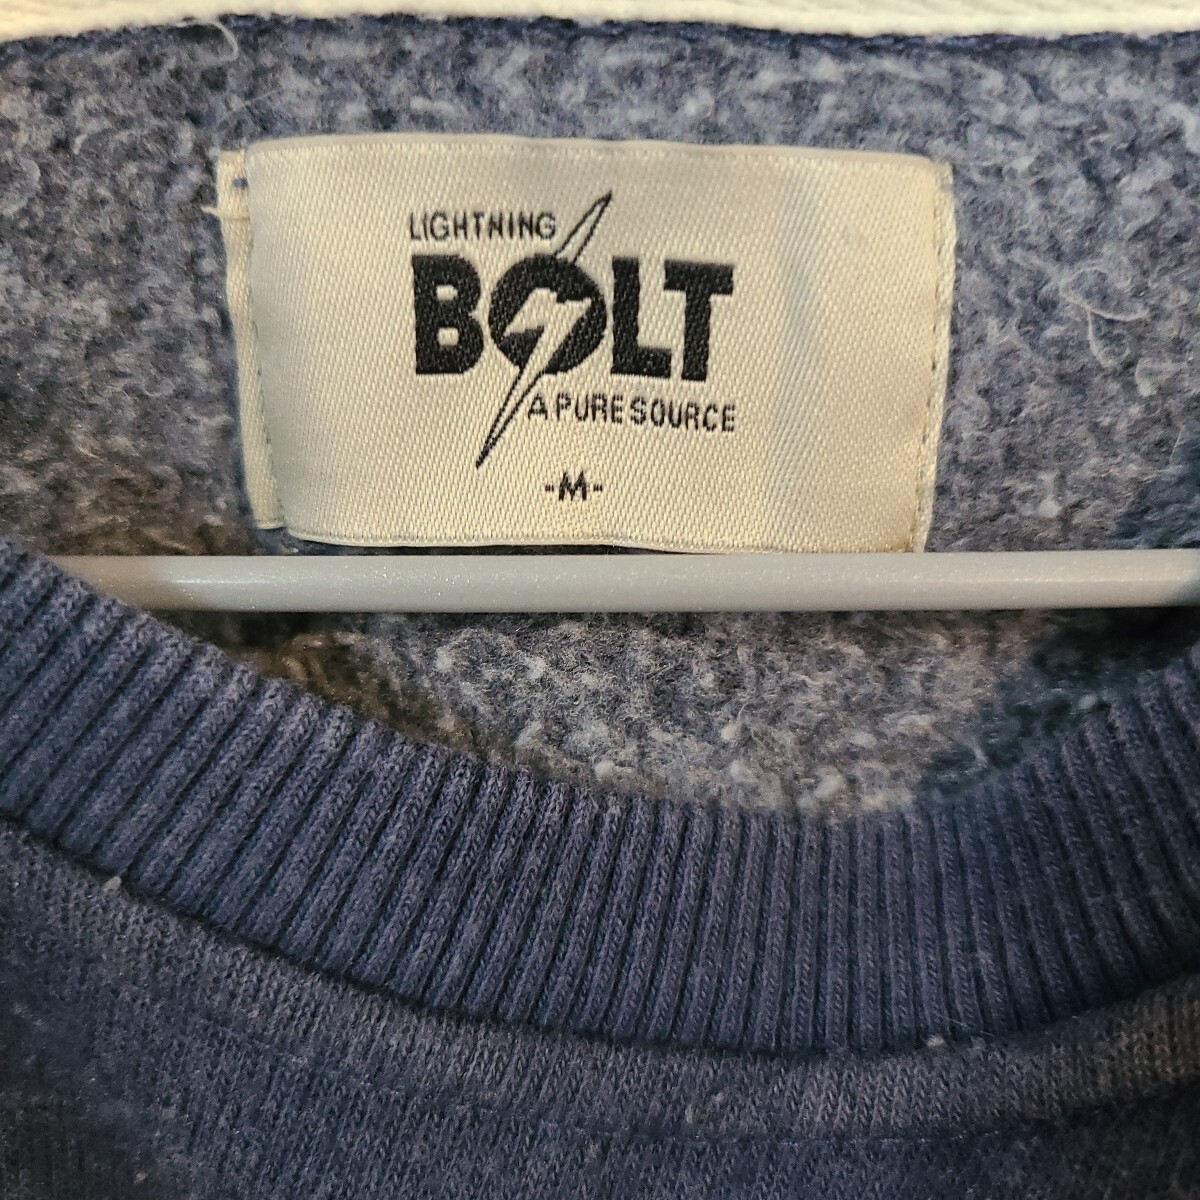 LIGHTNING
BOLT
A PURE SOURCE
-M-